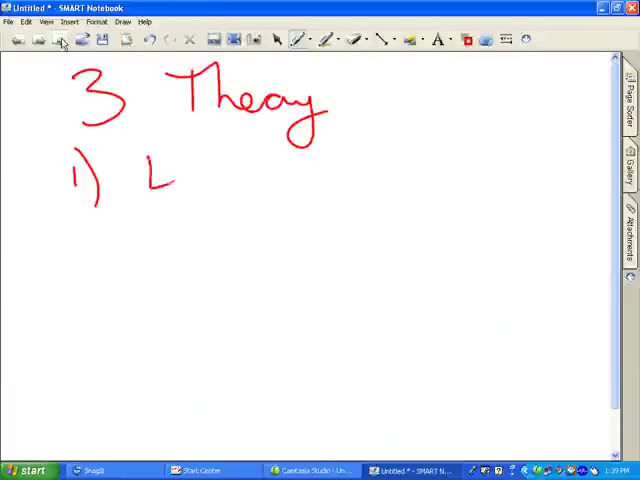 Untitled * - SMART Notebook
File Edit View Insert Format Draw Help
3 Theory
1) L
Page Sorter
Gallery
Attachments
start SnagIt Start Center Camtasia Studio - Un... Untitled * - SMART N... 1:39 PM